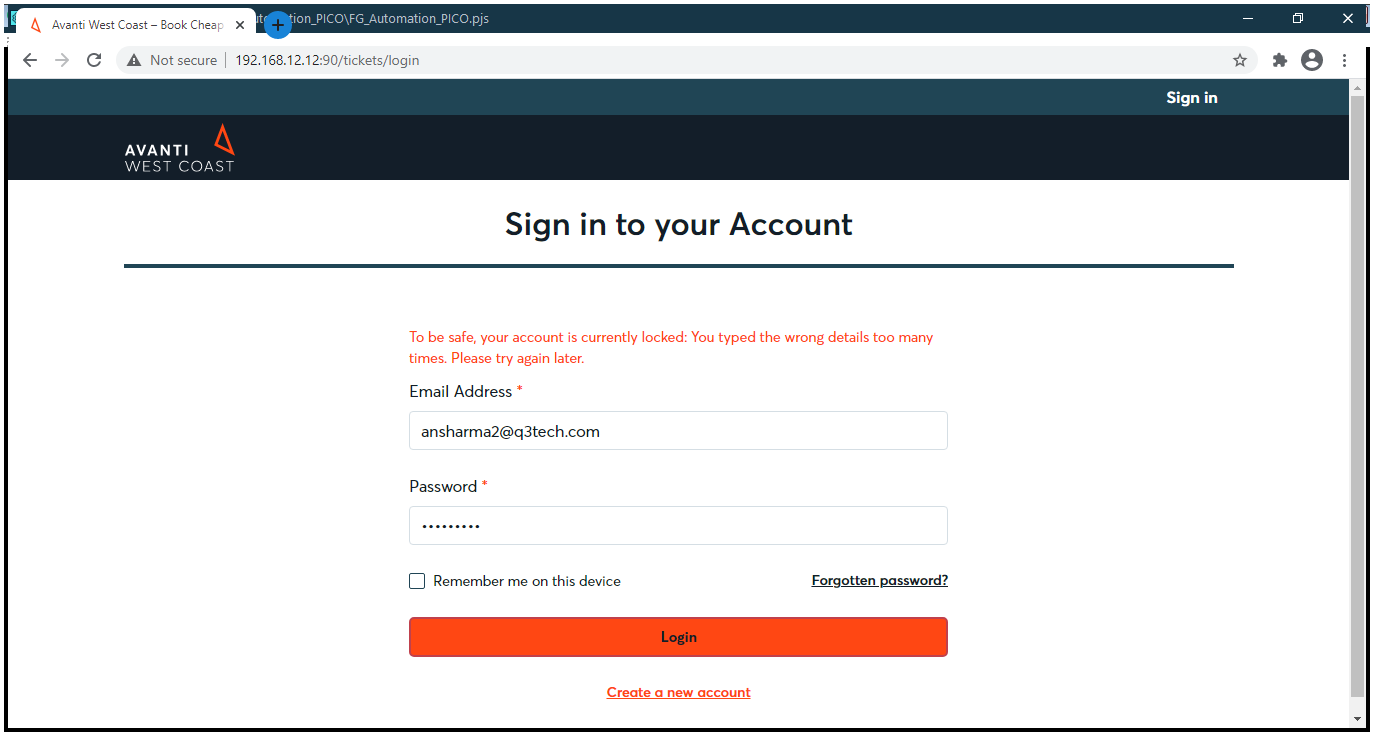 Avanti West Coast – Book Cheap
tion_PICO\FG_Automation_PICO.pjs
Not secure
192.168.12.12:90/tickets/login
Sign in
AVANTI
WEST COAST
Sign in to your Account
To be safe, your account is currently locked: You typed the wrong details too many
times. Please try again later.
Email Address *
ansharma2@q3tech.com
Password *
•••••••••
Remember me on this device
Forgotten password?
Login
Create a new account